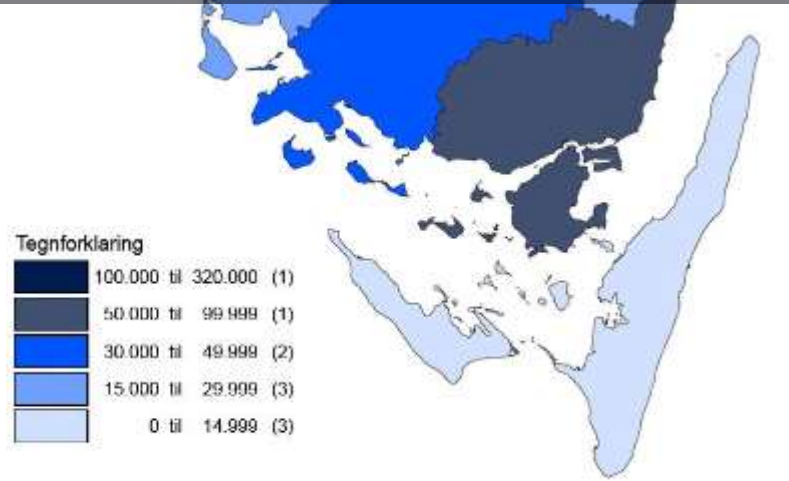 Tegnforklaring
100.000 til 320.000 (1)
50.000 til 99.999 (1)
30.000 til 49.999 (2)
15.000 til 29.999 (3)
0 til 14.999 (3)